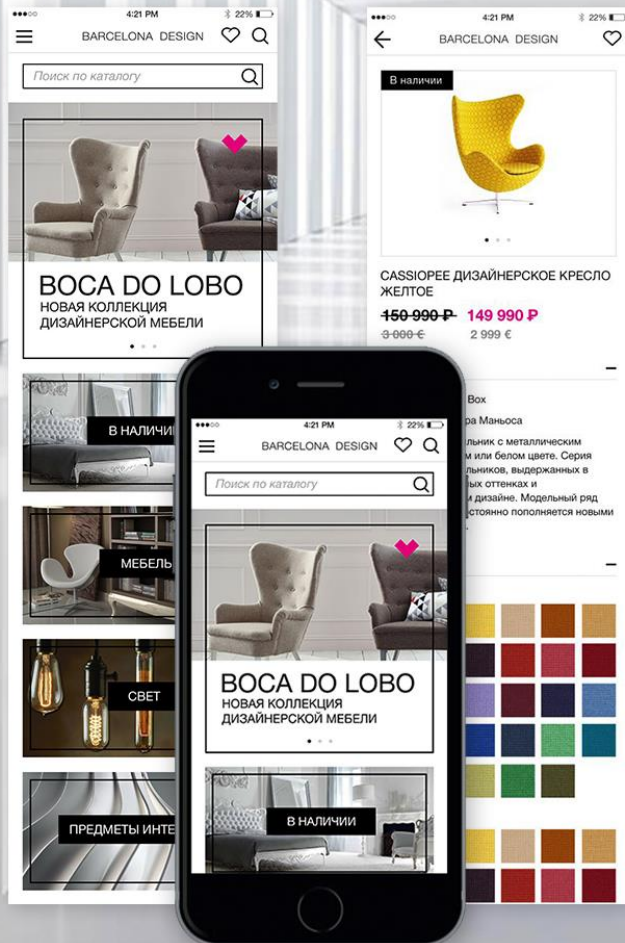 4:21 PM
22%
BARCELONA DESIGN
Поиск по каталогу
BOCA DO LOBO
НОВАЯ КОЛЛЕКЦИЯ
ДИЗАЙНЕРСКОЙ МЕБЕЛИ
В НАЛИЧИИ
МЕБЕЛЬ
СВЕТ
ПРЕДМЕТЫ ИНТЕ
4:21 PM
22%
BARCELONA DESIGN
Поиск по каталогу
BOCA DO LOBO
НОВАЯ КОЛЛЕКЦИЯ
ДИЗАЙНЕРСКОЙ МЕБЕЛИ
В НАЛИЧИИ
4:21 PM
22%
BARCELONA DESIGN
В наличии
CASSIOPEE ДИЗАЙНЕРСКОЕ КРЕСЛО
ЖЕЛТОЕ
150 990 ₽ 149 990 ₽
3 000 € 2 999 €
Box
ра Маньоса
льник с металлическим
м или белом цвете. Серия
льников, выдержанных в
ых оттенках и
м дизайне. Модельный ряд
стоянно пополняется новыми